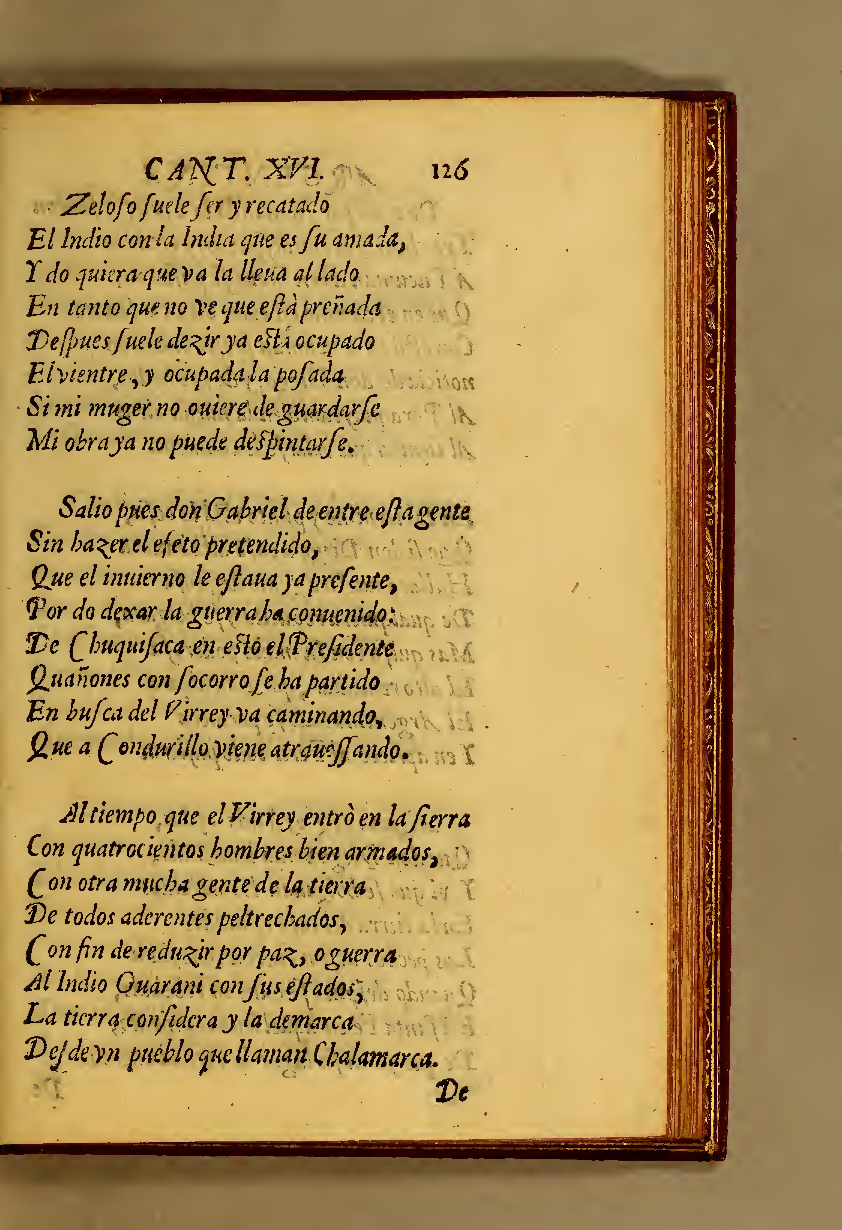 CANT. XVI. 126
Zeloſo ſuele ſer y recatado
El Indio con la India que es ſu amada,
Y do quiera que va la lleua al lado
En tanto que no ve que eſtà preñada
Deſpues ſuele dezir ya eſtá ocupado
El vientre, y ocupada la poſada
Si mi muger no ouiere de guardarſe
Mi obra ya no puede deſpintarſe.
Salio pues don Gabriel de entre eſta gente
Sin hazer el efeto pretendido,
Que el inuierno le eſtaua ya preſente,
Por do dexar la guerra ha conuenido:
De Chuquiſaca en eſto el Preſidente
Quañones con ſocorro ſe ha partido
En buſca del Virrey va caminando,
Que a Condurillo viene atraueſſando.
Al tiempo que el Virrey entrò en la ſierra
Con quatrocientos hombres bien armados,
Con otra mucha gente de la tierra
De todos aderentes peltrechados,
Con fin de reduzir por paz, o guerra
Al Indio Guarani con ſus eſtados,
La tierra conſidera y la demarca
Deſde vn pueblo que llaman Chalamarca.
De